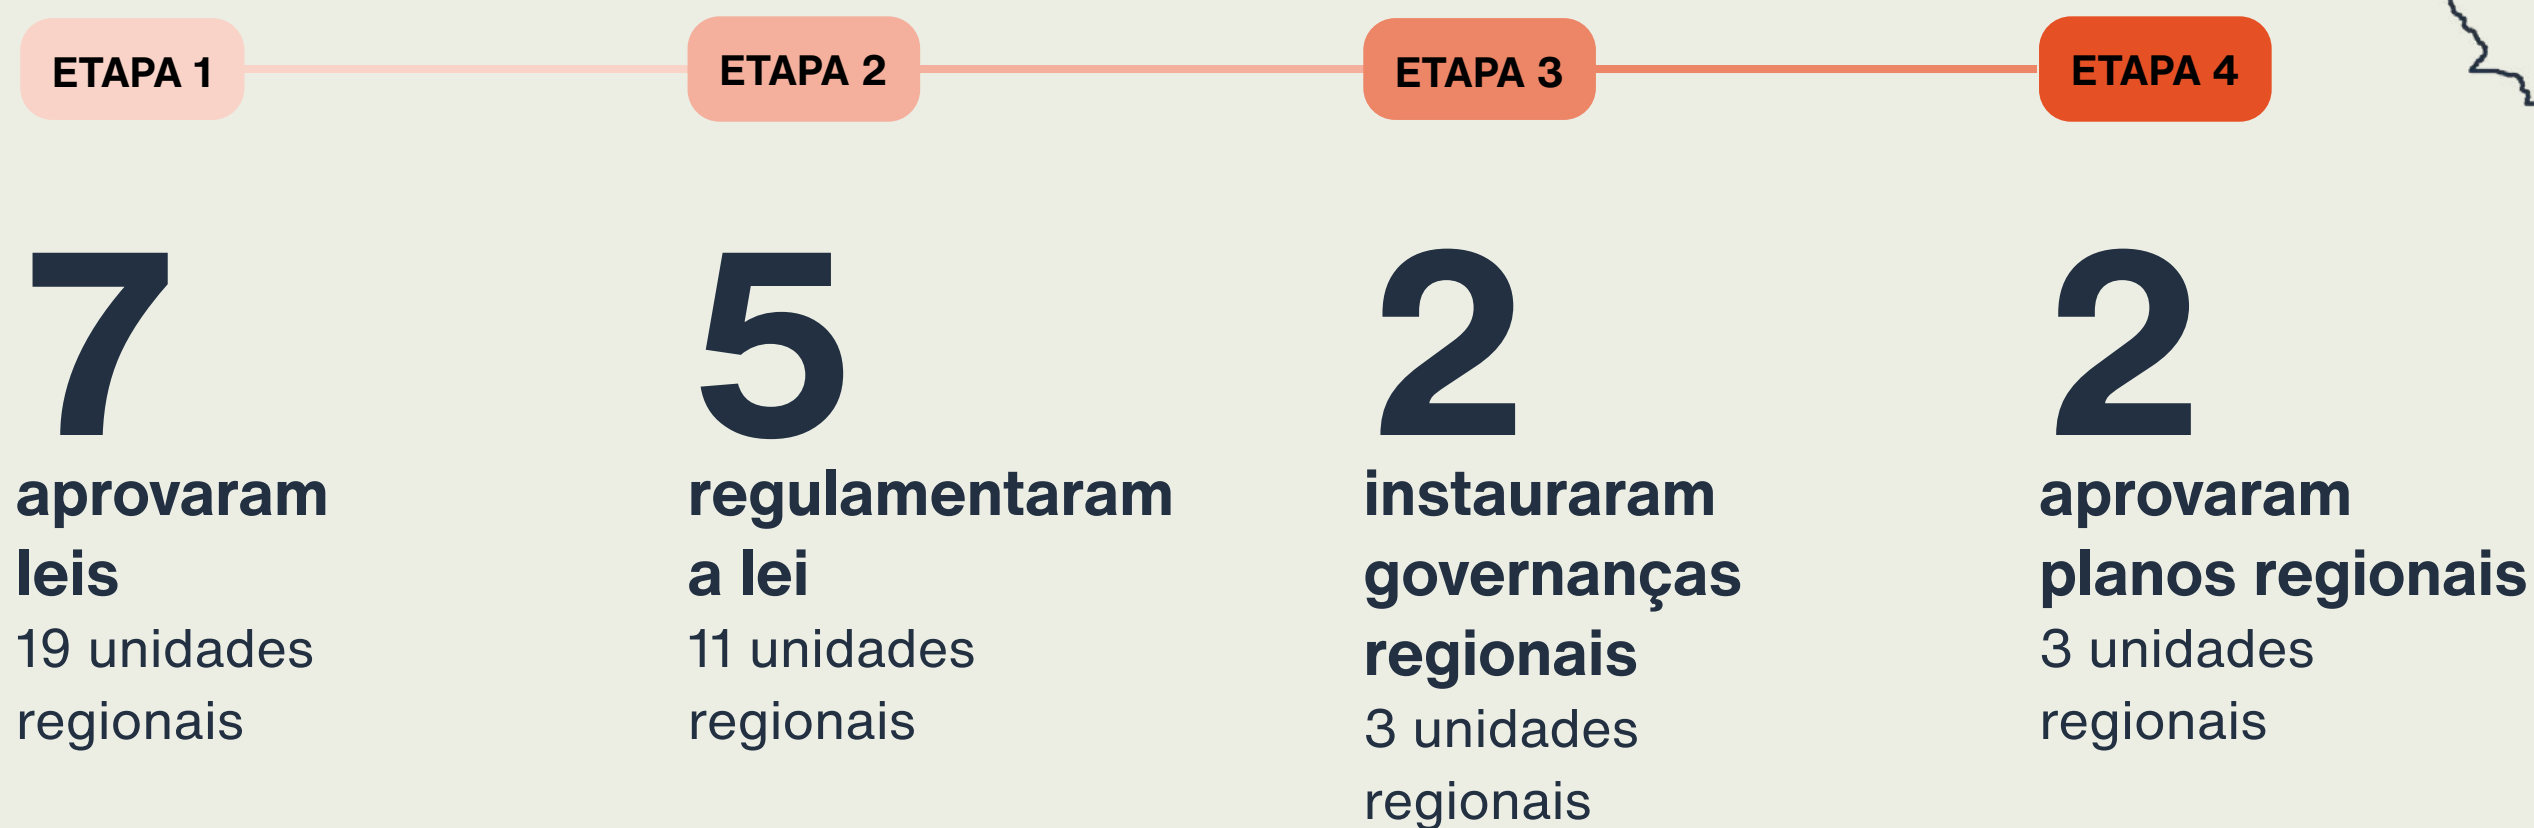 ETAPA 1
ETAPA 2
ETAPA 3
ETAPA 4
7
aprovaram
leis
19 unidades
regionais
5
regulamentaram
a lei
11 unidades
regionais
2
instauraram
governanças
regionais
3 unidades
regionais
2
aprovaram
planos regionais
3 unidades
regionais